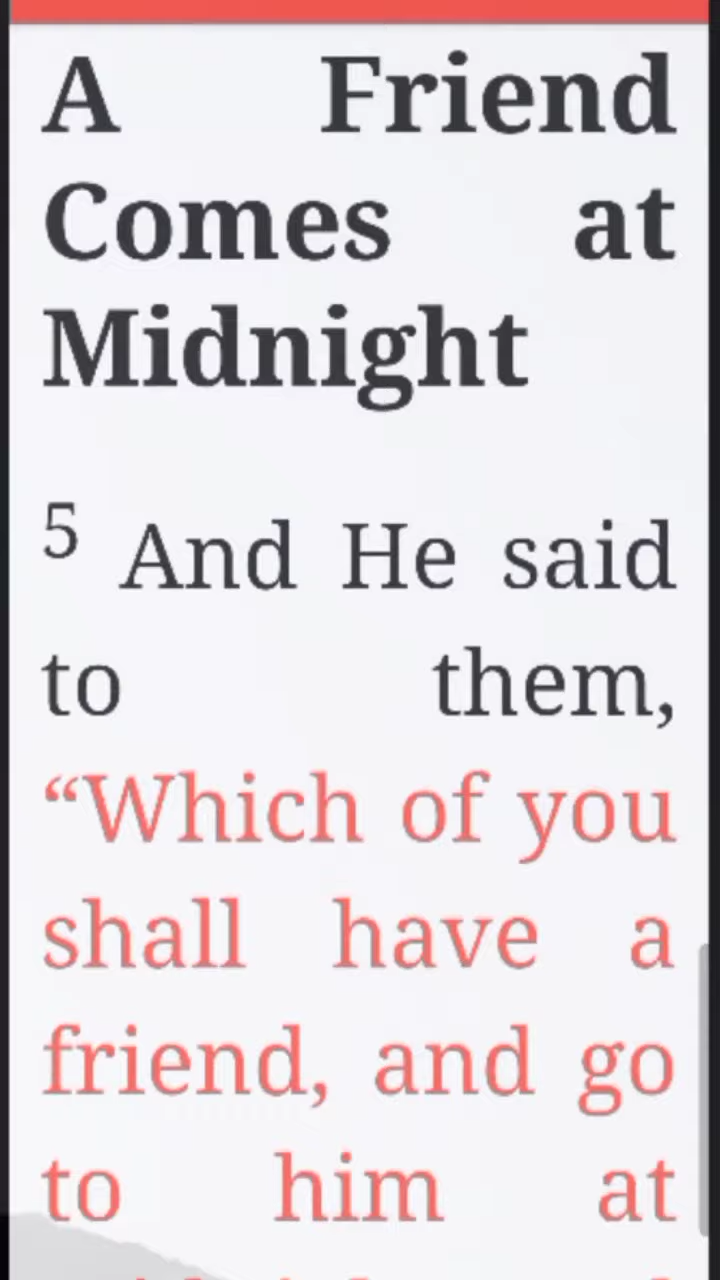 A Friend
Comes at
Midnight
5 And He said
to them,
“Which of you
shall have a
friend, and go
to him at